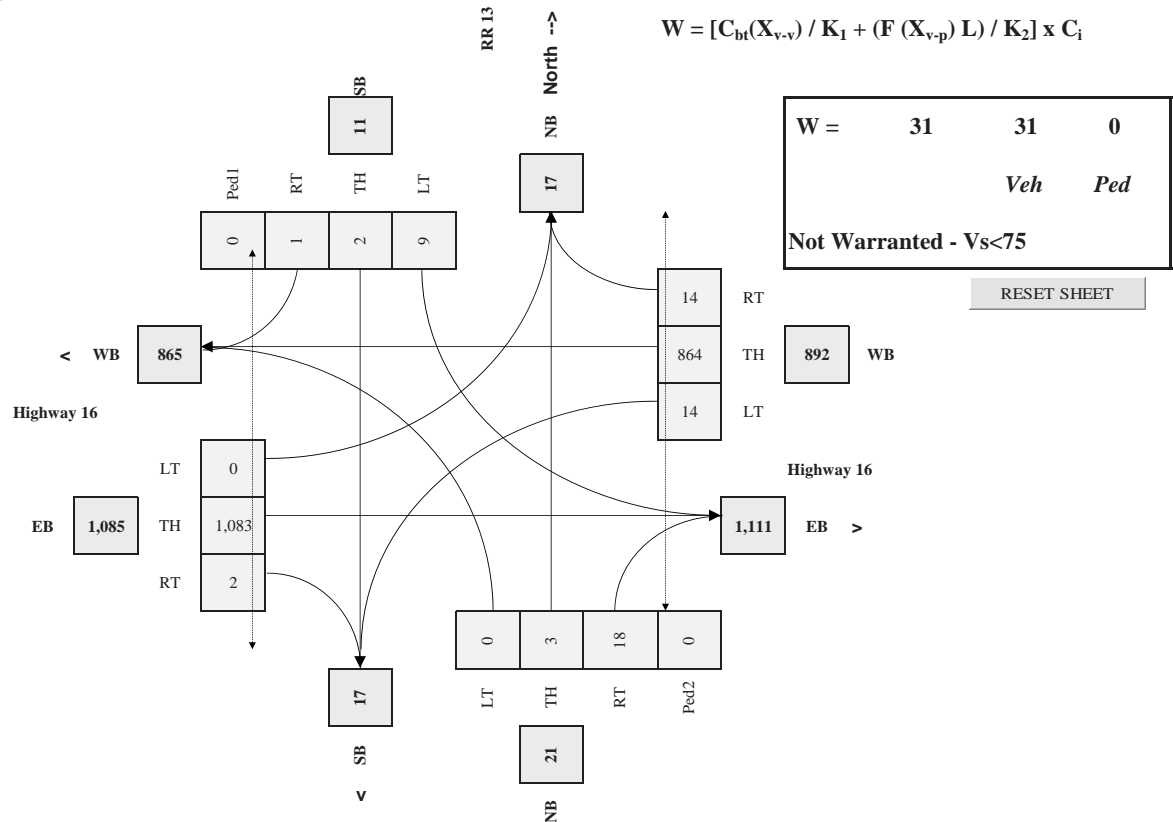 RR 13
North -->
W = [C_bt(X_v-v) / K_1 + (F (X_v-p) L) / K_2] x C_i
SB
11
NB
17
W = 31 31 0
Veh Ped
Not Warranted - Vs<75
RESET SHEET
Ped1 RT TH LT
0 1 2 9
14 RT
864 TH
14 LT
892 WB
< WB 865
Highway 16
Highway 16
LT 0
EB 1,085 TH 1,083
RT 2
1,111 EB >
0 3 18 0
LT TH RT Ped2
17
SB
v
21
NB